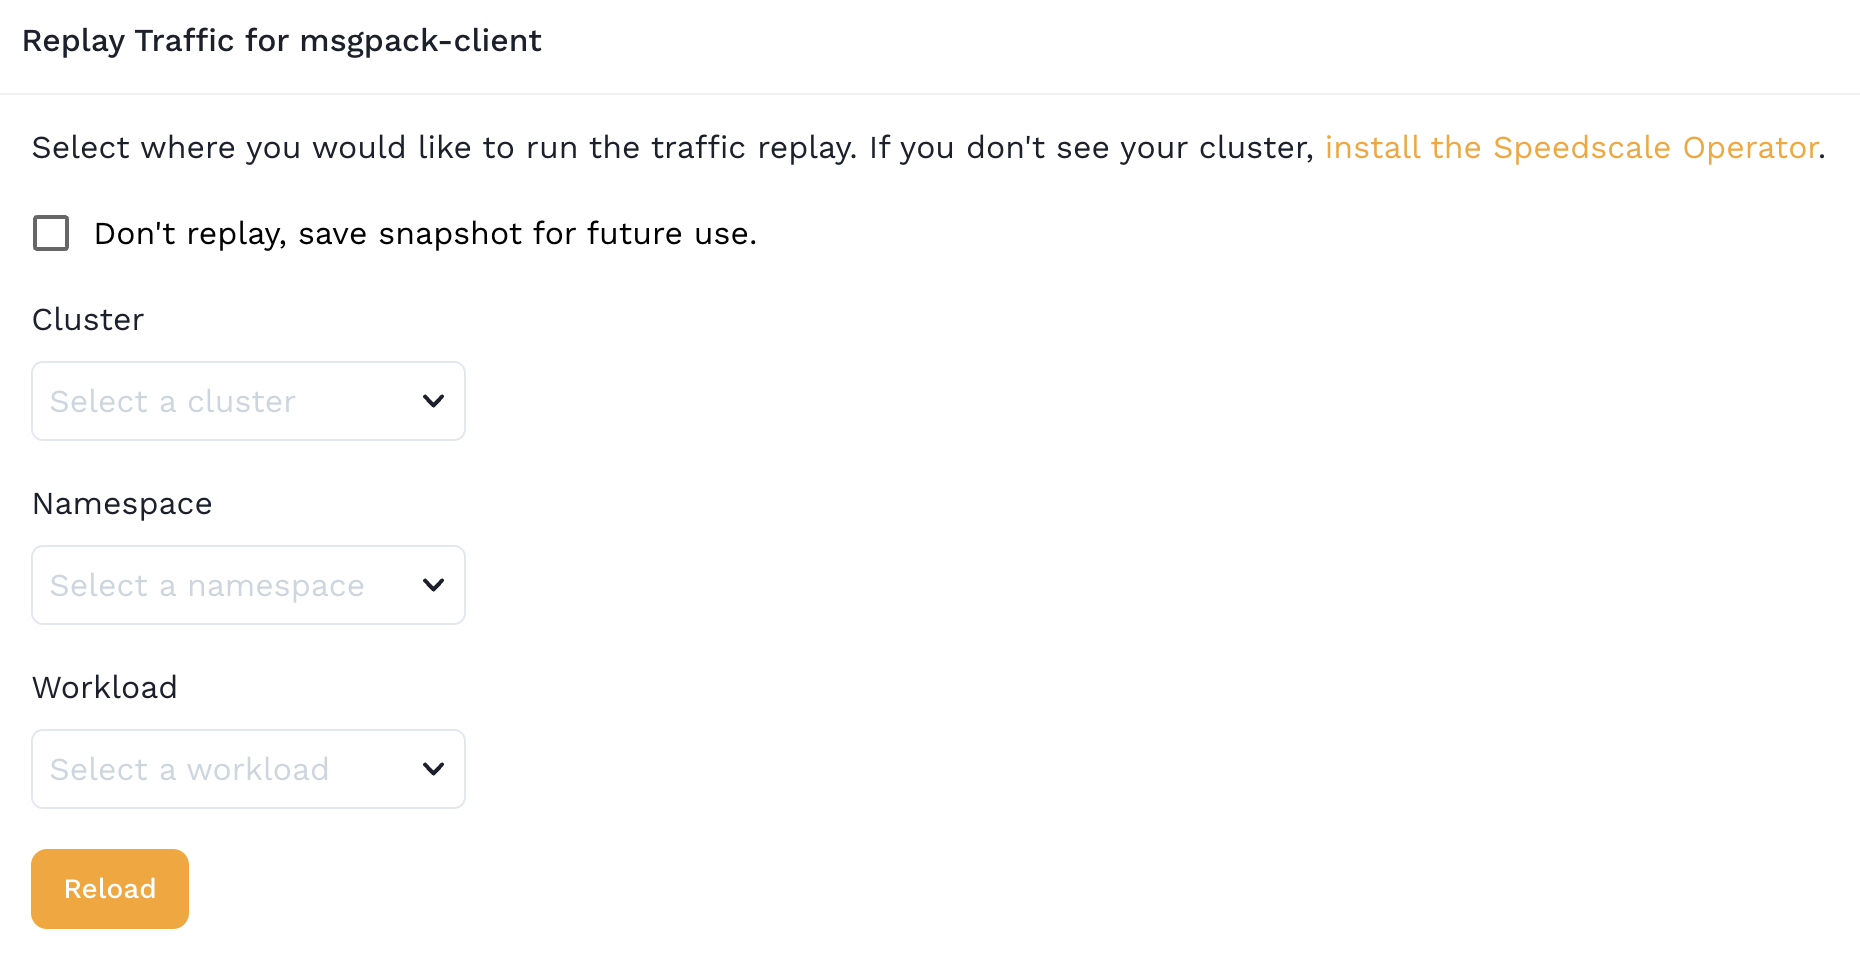 Replay Traffic for msgpack-client
Select where you would like to run the traffic replay. If you don't see your cluster, install the Speedscale Operator.
Don't replay, save snapshot for future use.
Cluster
Select a cluster
Namespace
Select a namespace
Workload
Select a workload
Reload